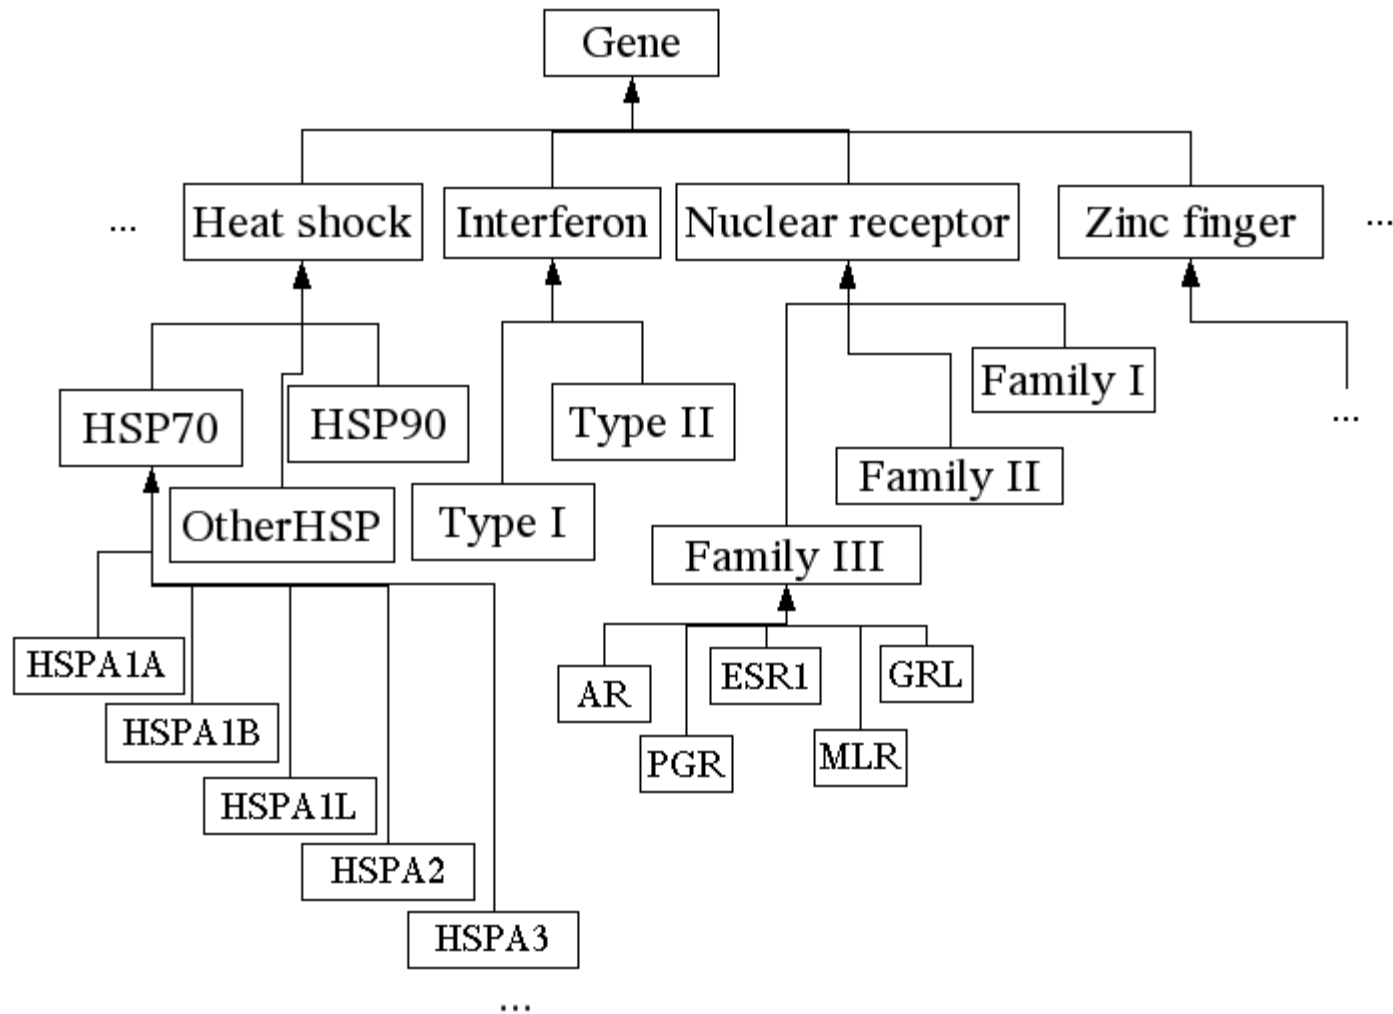 Gene
... Heat shock Interferon Nuclear receptor Zinc finger ...
Family I
HSP70 HSP90 Type II ...
Family II
OtherHSP Type I
Family III
HSPA1A AR ESR1 GRL
HSPA1B PGR MLR
HSPA1L
HSPA2
HSPA3
...